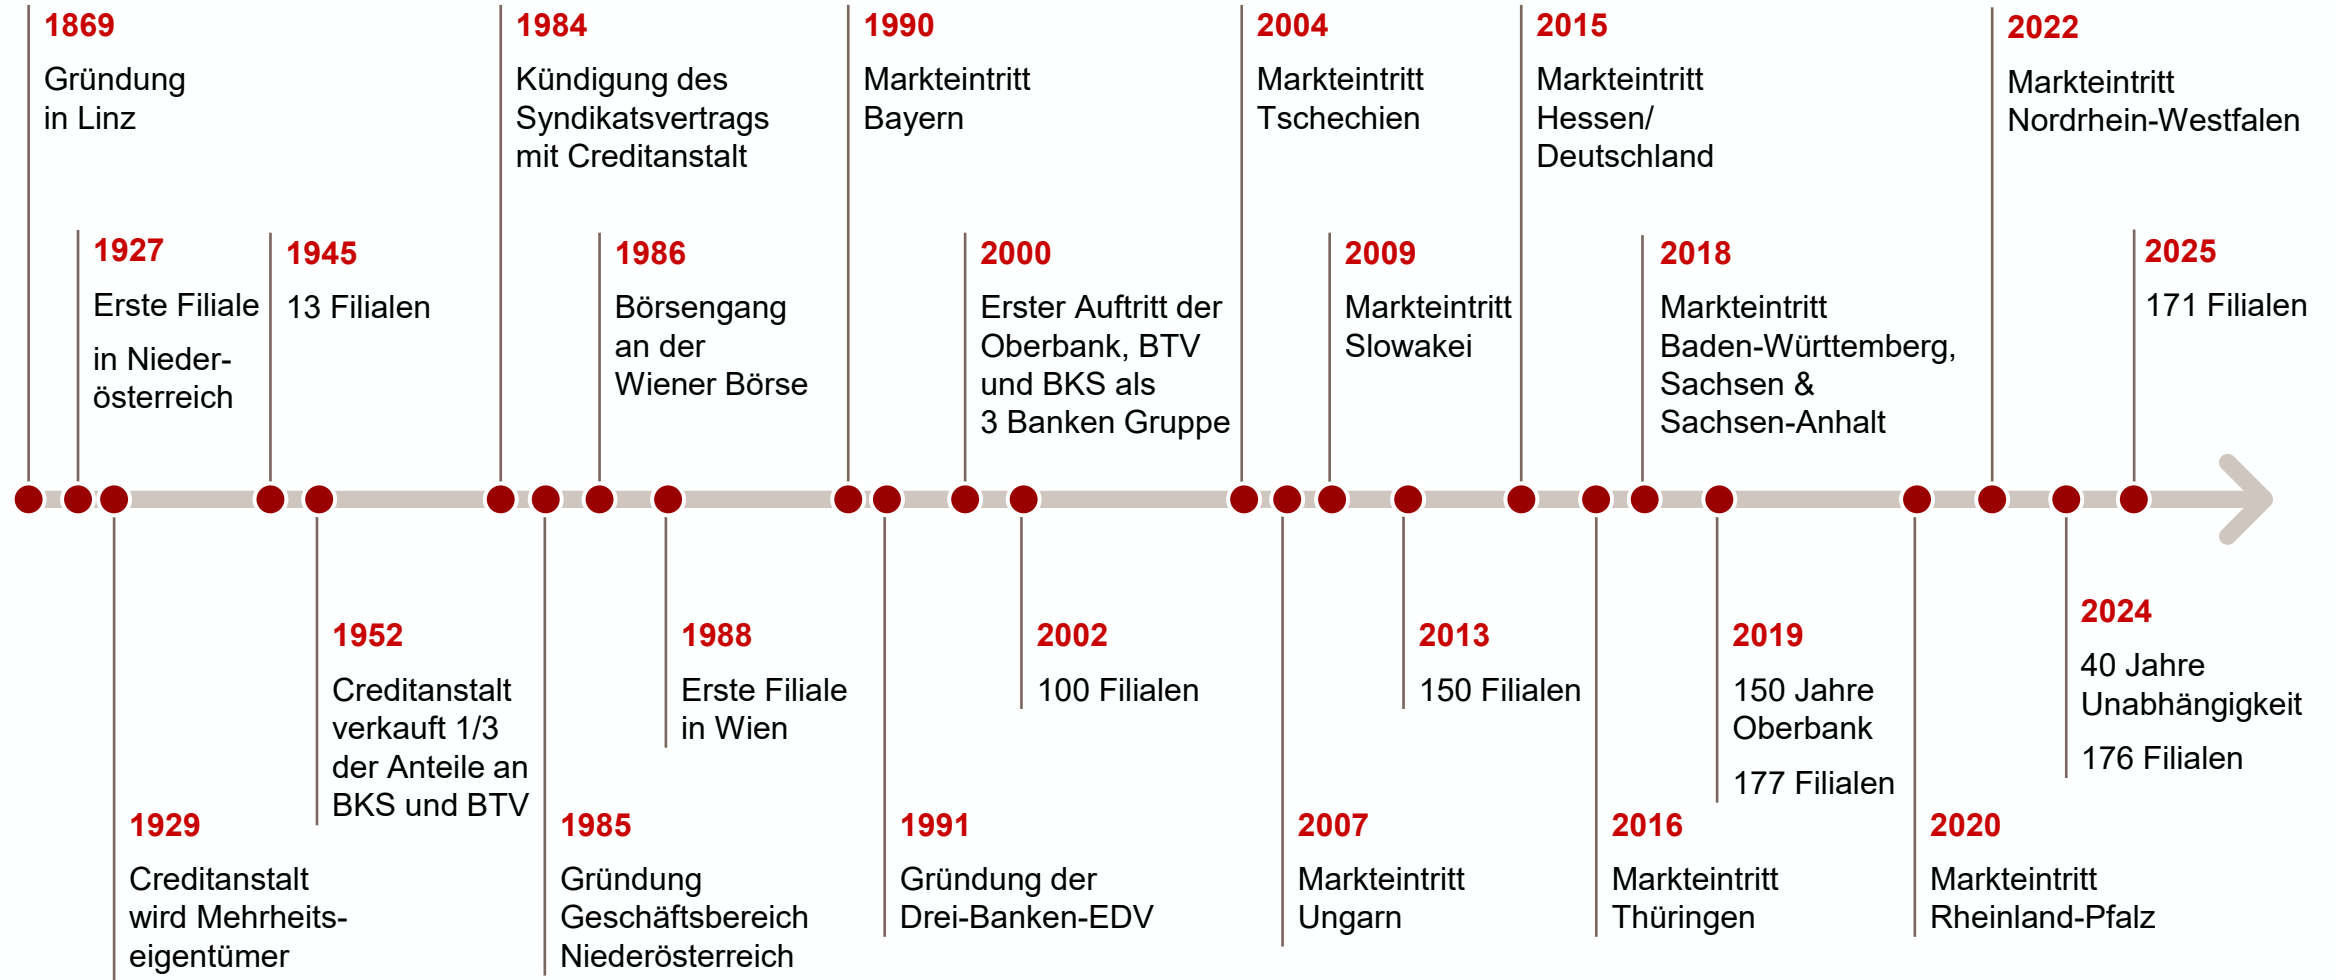 1869
Gründung
in Linz
1984
Kündigung des
Syndikatsvertrags
mit Creditanstalt
1990
Markteintritt
Bayern
2004
Markteintritt
Tschechien
2015
Markteintritt
Hessen/
Deutschland
2022
Markteintritt
Nordrhein-Westfalen
1927
Erste Filiale
in Nieder-
österreich
1945
13 Filialen
1986
Börsengang
an der
Wiener Börse
2000
Erster Auftritt der
Oberbank, BTV
und BKS als
3 Banken Gruppe
2009
Markteintritt
Slowakei
2018
Markteintritt
Baden-Württemberg,
Sachsen &
Sachsen-Anhalt
2025
171 Filialen
1952
Creditanstalt
verkauft 1/3
der Anteile an
BKS und BTV
1988
Erste Filiale
in Wien
2002
100 Filialen
2013
150 Filialen
2019
150 Jahre
Oberbank
177 Filialen
2024
40 Jahre
Unabhängigkeit
176 Filialen
1929
Creditanstalt
wird Mehrheits-
eigentümer
1985
Gründung
Geschäftsbereich
Niederösterreich
1991
Gründung der
Drei-Banken-EDV
2007
Markteintritt
Ungarn
2016
Markteintritt
Thüringen
2020
Markteintritt
Rheinland-Pfalz